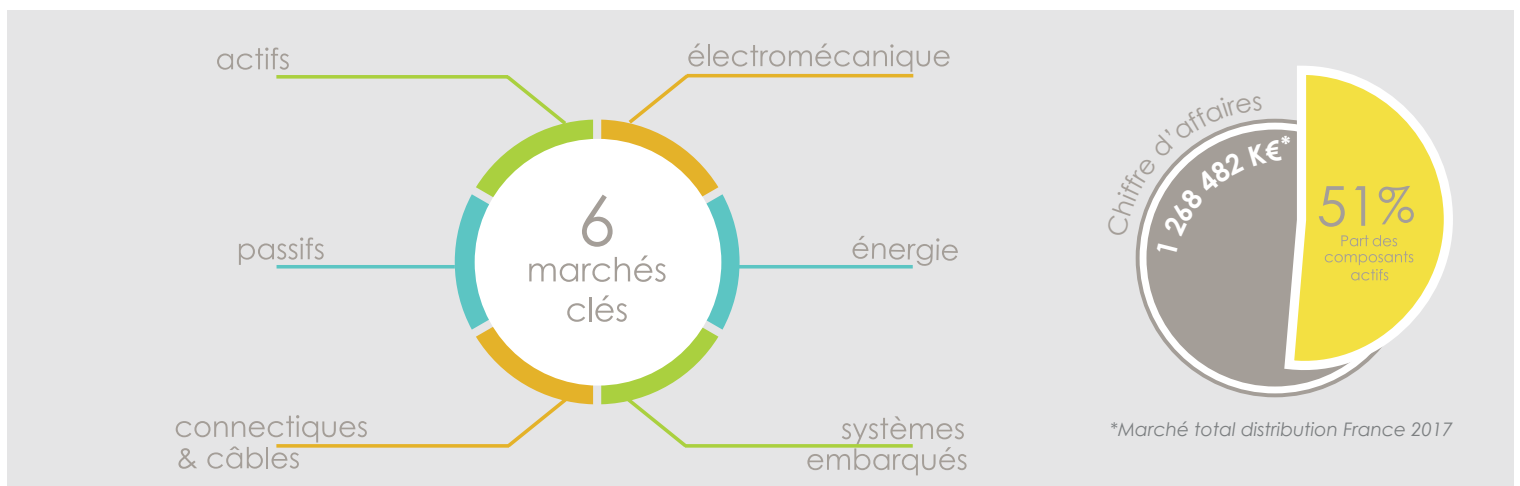 actifs
électromécanique
passifs
6
marchés
clés
énergie
connectiques
& câbles
systèmes
embarqués
Chiffre d'affaires
1 268 482 K€*
51%
Part des
composants
actifs
*Marché total distribution France 2017